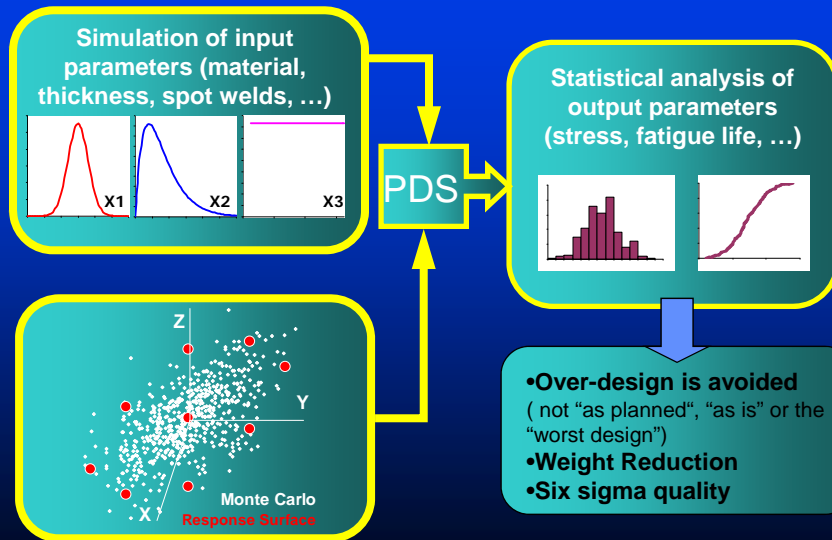 Simulation of input
parameters (material,
thickness, spot welds, …)
X1
X2
X3
PDS
Statistical analysis of
output parameters
(stress, fatigue life, …)
Z
Y
X
Monte Carlo
Response Surface
•Over-design is avoided
( not “as planned“, “as is” or the
“worst design”)
•Weight Reduction
•Six sigma quality